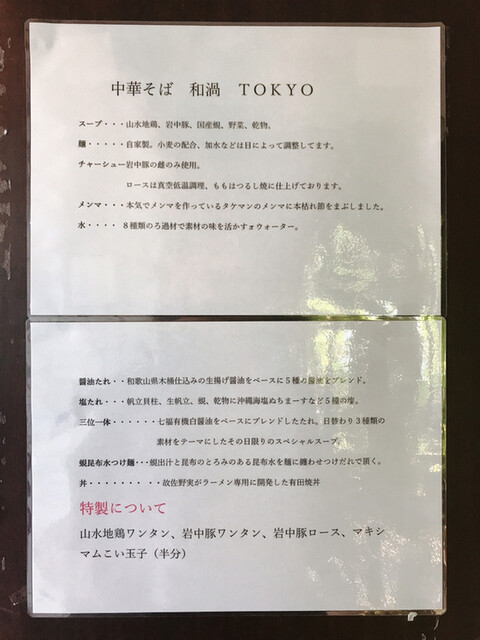 中華そば 和渦 TOKYO
スープ・・・山水地鶏、岩中豚、国産蜆、野菜、乾物。
麺・・・・・自家製。小麦の配合、加水などは日によって調整してます。
チャーシュー岩中豚の雌のみ使用。
ロースは真空低温調理、ももはつるし焼に仕上げております。
メンマ・・・本気でメンマを作っているタケマンのメンマに本枯れ節をまぶしました。
水・・・・ 8種類のろ過材で素材の味を活かすォウォーター。
醤油たれ・・和歌山県木桶仕込みの生揚げ醤油をベースに5種の醤油をブレンド。
塩たれ・・・帆立貝柱、生帆立、蜆、乾物に沖縄海塩ぬちまーすなど5種の塩。
三位一体・・・・・・・七福有機白醤油をベースにブレンドしたたれ。日替わり3種類の
素材をテーマにしたその日限りのスペシャルスープ。
蜆昆布水つけ麺・・・蜆出汁と昆布のとろみのある昆布水を麺に纏わせつけだれで頂く。
丼・・・・・・・ ・・故佐野実がラーメン専用に開発した有田焼丼
特製について
山水地鶏ワンタン、岩中豚ワンタン、岩中豚ロース、マキシ
マムこい玉子（半分）